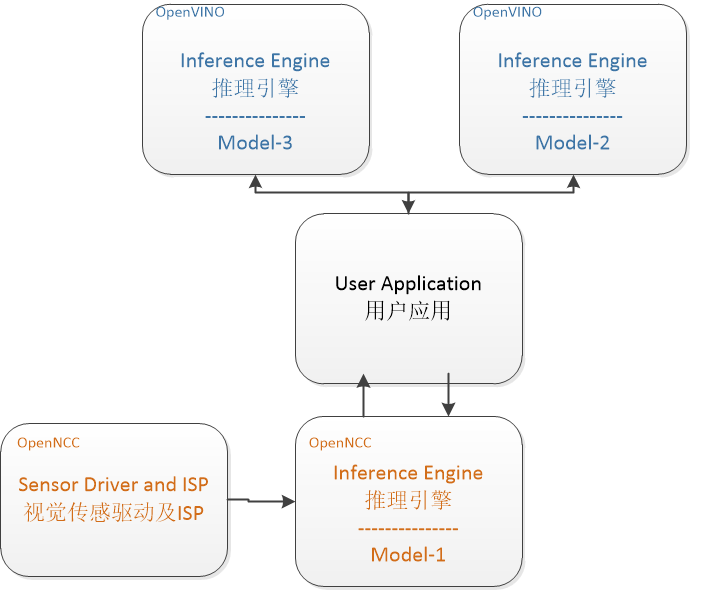 OpenVINO
Inference Engine
推理引擎
---------------
Model-3
OpenVINO
Inference Engine
推理引擎
---------------
Model-2
User Application
用户应用
OpenNCC
Sensor Driver and ISP
视觉传感驱动及ISP
OpenNCC
Inference Engine
推理引擎
---------------
Model-1